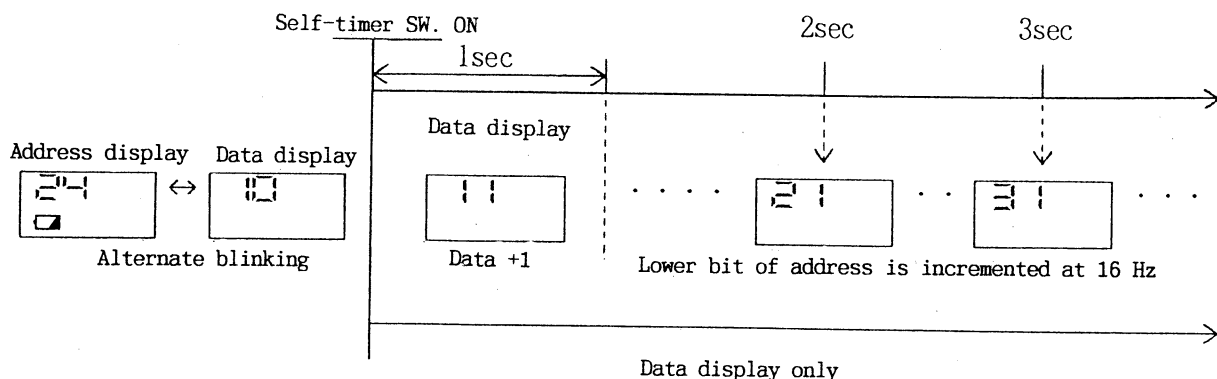 Self-timer SW. ON
2sec
3sec
1sec
Data display
Address display
Data display
24
↔
10
11
. . . .
21
. .
31
. . .
Alternate blinking
Data +1
Lower bit of address is incremented at 16 Hz
Data display only